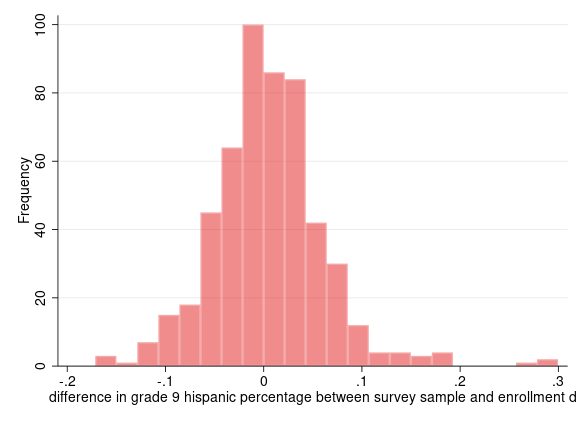 Frequency
100
80
60
40
20
0
-.2 -.1 0 .1 .2 .3
difference in grade 9 hispanic percentage between survey sample and enrollment d